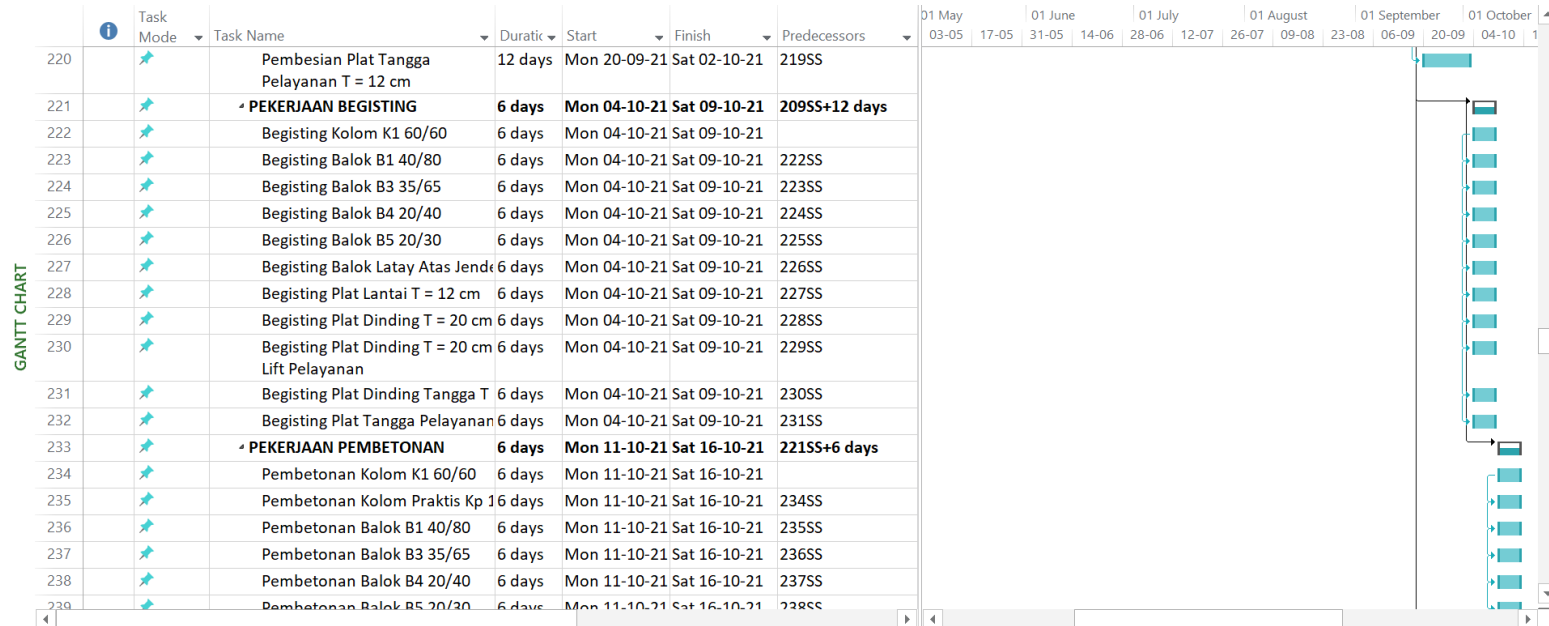 Task
Mode Task Name Duratic Start Finish Predecessors
01 May 01 June 01 July 01 August 01 September 01 October
03-05 17-05 31-05 14-06 28-06 12-07 26-07 09-08 23-08 06-09 20-09 04-10 1
GANTT CHART
220 Pembesian Plat Tangga 12 days Mon 20-09-21 Sat 02-10-21 219SS
Pelayanan T = 12 cm
221 PEKERJAAN BEGISTING 6 days Mon 04-10-21 Sat 09-10-21 209SS+12 days
222 Begisting Kolom K1 60/60 6 days Mon 04-10-21 Sat 09-10-21
223 Begisting Balok B1 40/80 6 days Mon 04-10-21 Sat 09-10-21 222SS
224 Begisting Balok B3 35/65 6 days Mon 04-10-21 Sat 09-10-21 223SS
225 Begisting Balok B4 20/40 6 days Mon 04-10-21 Sat 09-10-21 224SS
226 Begisting Balok B5 20/30 6 days Mon 04-10-21 Sat 09-10-21 225SS
227 Begisting Balok Latay Atas Jende 6 days Mon 04-10-21 Sat 09-10-21 226SS
228 Begisting Plat Lantai T = 12 cm 6 days Mon 04-10-21 Sat 09-10-21 227SS
229 Begisting Plat Dinding T = 20 cm 6 days Mon 04-10-21 Sat 09-10-21 228SS
230 Begisting Plat Dinding T = 20 cm 6 days Mon 04-10-21 Sat 09-10-21 229SS
Lift Pelayanan
231 Begisting Plat Dinding Tangga T 6 days Mon 04-10-21 Sat 09-10-21 230SS
232 Begisting Plat Tangga Pelayanan 6 days Mon 04-10-21 Sat 09-10-21 231SS
233 PEKERJAAN PEMBETONAN 6 days Mon 11-10-21 Sat 16-10-21 221SS+6 days
234 Pembetonan Kolom K1 60/60 6 days Mon 11-10-21 Sat 16-10-21
235 Pembetonan Kolom Praktis Kp 1 6 days Mon 11-10-21 Sat 16-10-21 234SS
236 Pembetonan Balok B1 40/80 6 days Mon 11-10-21 Sat 16-10-21 235SS
237 Pembetonan Balok B3 35/65 6 days Mon 11-10-21 Sat 16-10-21 236SS
238 Pembetonan Balok B4 20/40 6 days Mon 11-10-21 Sat 16-10-21 237SS
239 Pembetonan Balok B5 20/30 6 days Mon 11-10-21 Sat 16-10-21 238SS